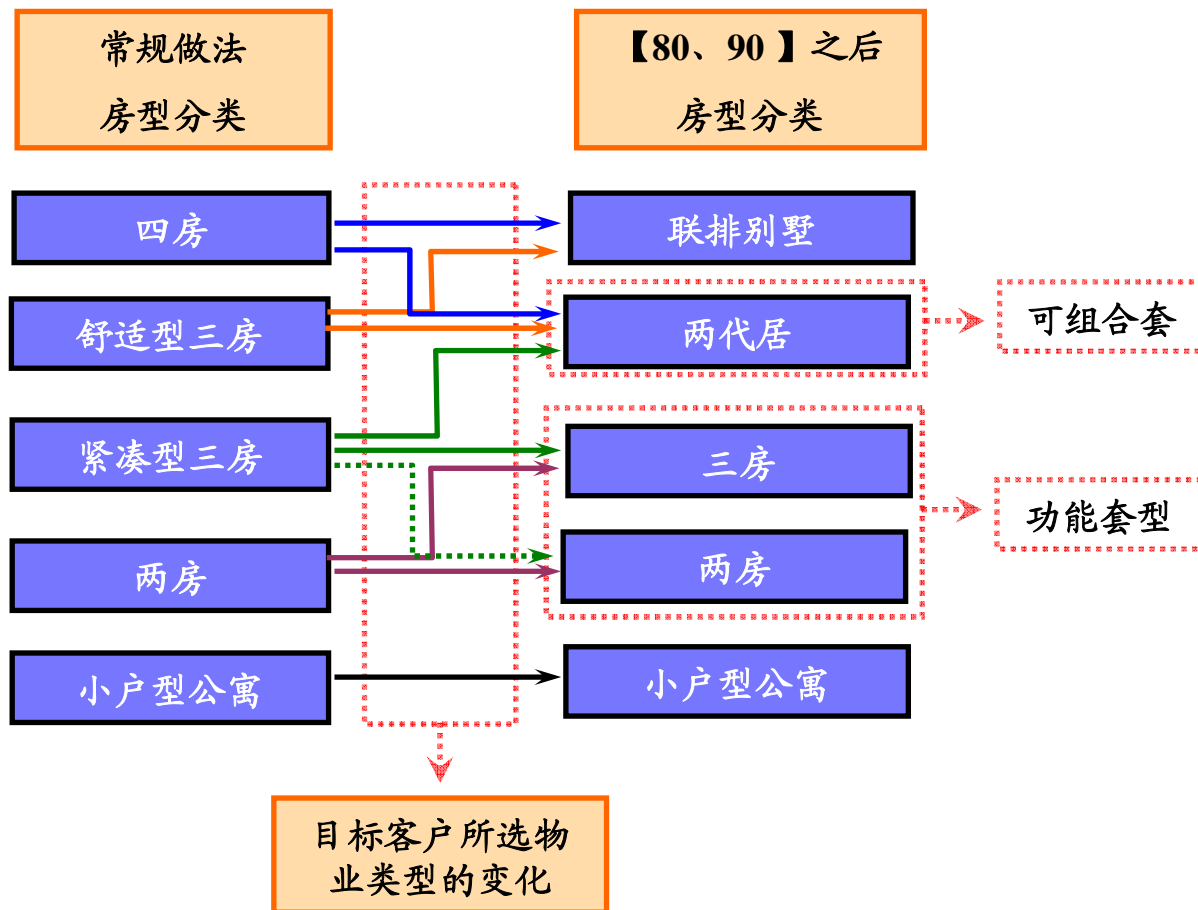 常规做法
房型分类
【80、90 】之后
房型分类
四房
联排别墅
舒适型三房
两代居
可组合套
紧凑型三房
三房
功能套型
两房
两房
小户型公寓
小户型公寓
目标客户所选物
业类型的变化